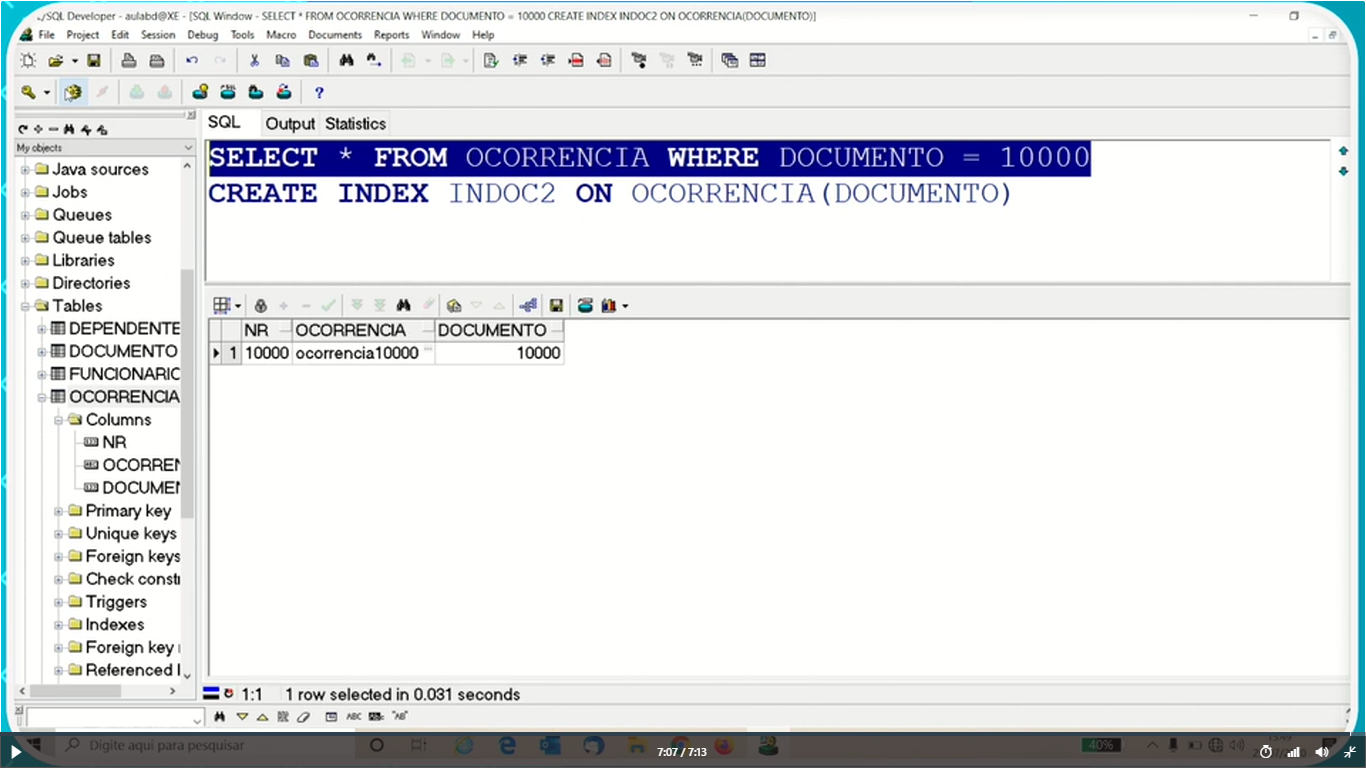 /SQL Developer - aulabd@XE - [SQL Window - SELECT * FROM OCORRENCIA WHERE DOCUMENTO = 10000 CREATE INDEX INDOC2 ON OCORRENCIA(DOCUMENTO)]
File Project Edit Session Debug Tools Macro Documents Reports Window Help
SQL Output Statistics
My objects
SELECT * FROM OCORRENCIA WHERE DOCUMENTO = 10000
CREATE INDEX INDOC2 ON OCORRENCIA(DOCUMENTO)
Java sources
Jobs
Queues
Queue tables
Libraries
Directories
Tables
DEPENDENTE
DOCUMENTO
FUNCIONARIO
OCORRENCIA
Columns
NR
OCORREN
DOCUMEN
Primary key
Unique keys
Foreign keys
Check consti
Triggers
Indexes
Foreign key
Referenced
NR OCORRENCIA DOCUMENTO
1 10000 ocorrencia10000 10000
1:1 1 row selected in 0.031 seconds
ABC "AB"
Digite aqui para pesquisar
40%
7:07 / 7:13